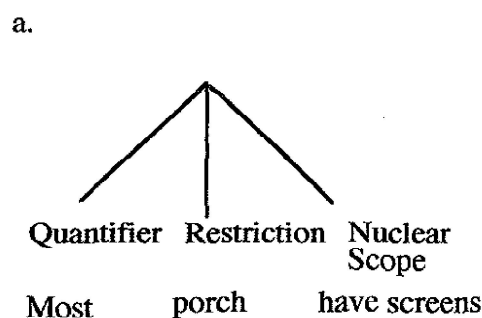 a.
Quantifier Restriction Nuclear
Scope
Most porch have screens